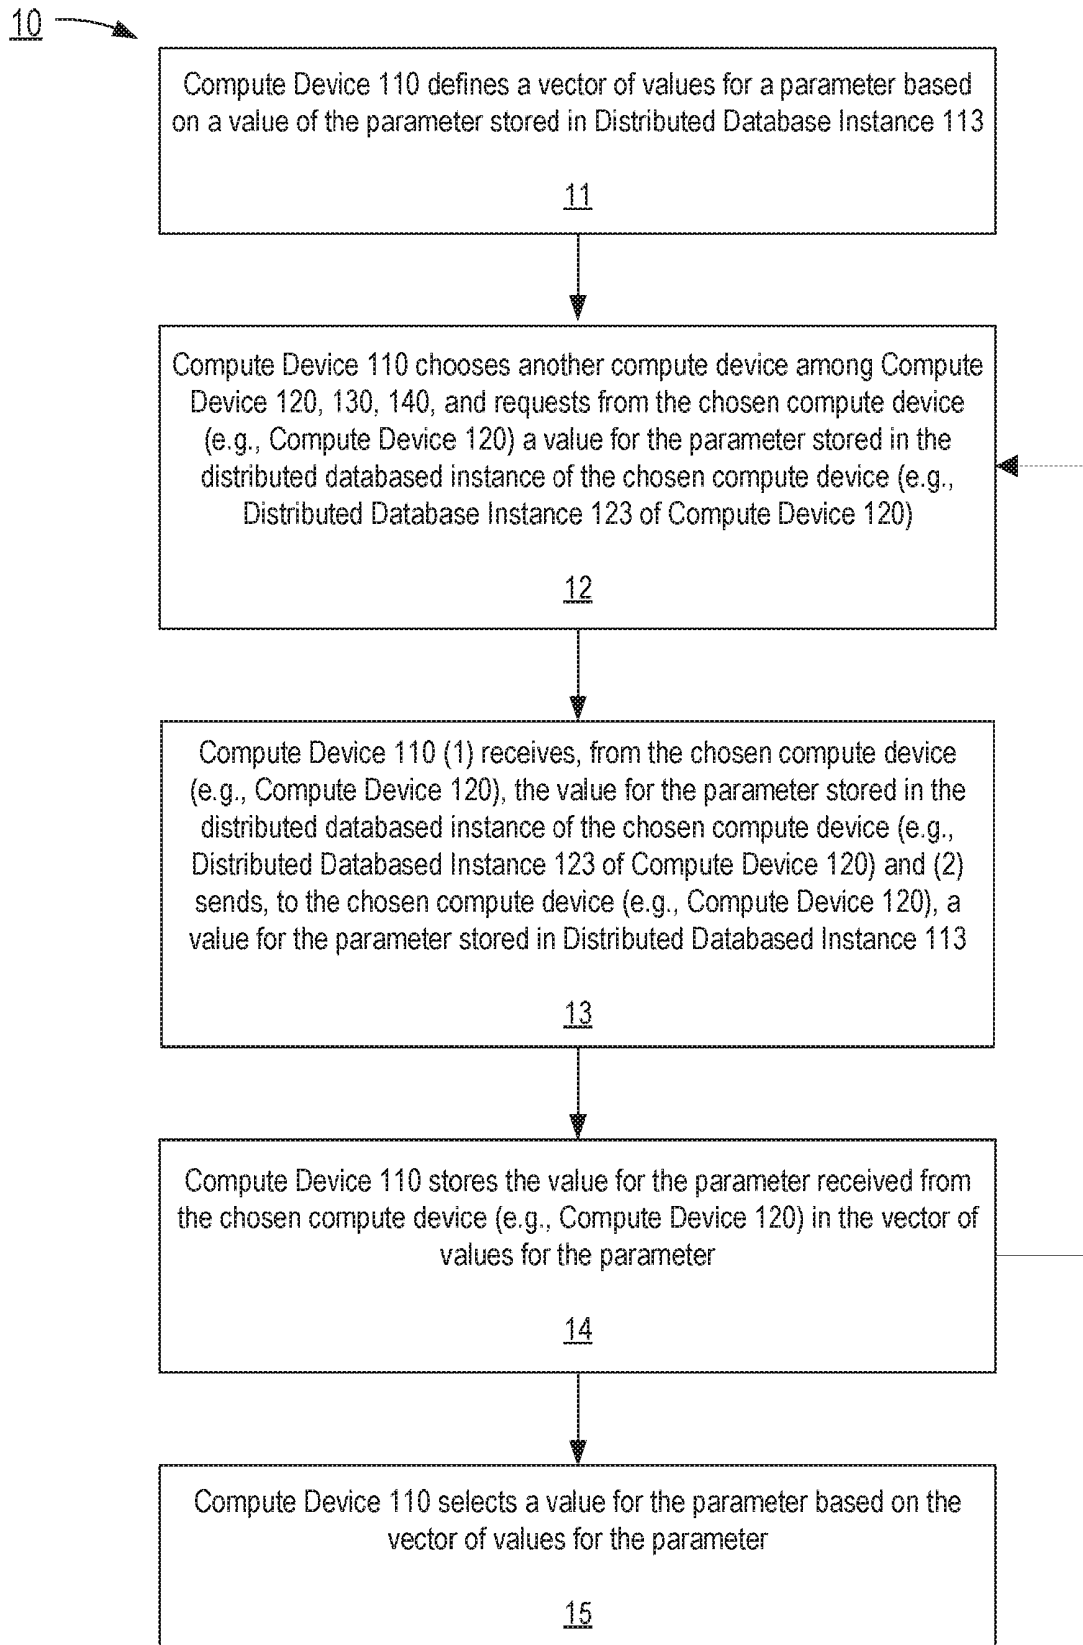 10
Compute Device 110 defines a vector of values for a parameter based
on a value of the parameter stored in Distributed Database Instance 113
11
Compute Device 110 chooses another compute device among Compute
Device 120, 130, 140, and requests from the chosen compute device
(e.g., Compute Device 120) a value for the parameter stored in the
distributed databased instance of the chosen compute device (e.g.,
Distributed Database Instance 123 of Compute Device 120)
12
Compute Device 110 (1) receives, from the chosen compute device
(e.g., Compute Device 120), the value for the parameter stored in the
distributed databased instance of the chosen compute device (e.g.,
Distributed Databased Instance 123 of Compute Device 120) and (2)
sends, to the chosen compute device (e.g., Compute Device 120), a
value for the parameter stored in Distributed Databased Instance 113
13
Compute Device 110 stores the value for the parameter received from
the chosen compute device (e.g., Compute Device 120) in the vector of
values for the parameter
14
Compute Device 110 selects a value for the parameter based on the
vector of values for the parameter
15